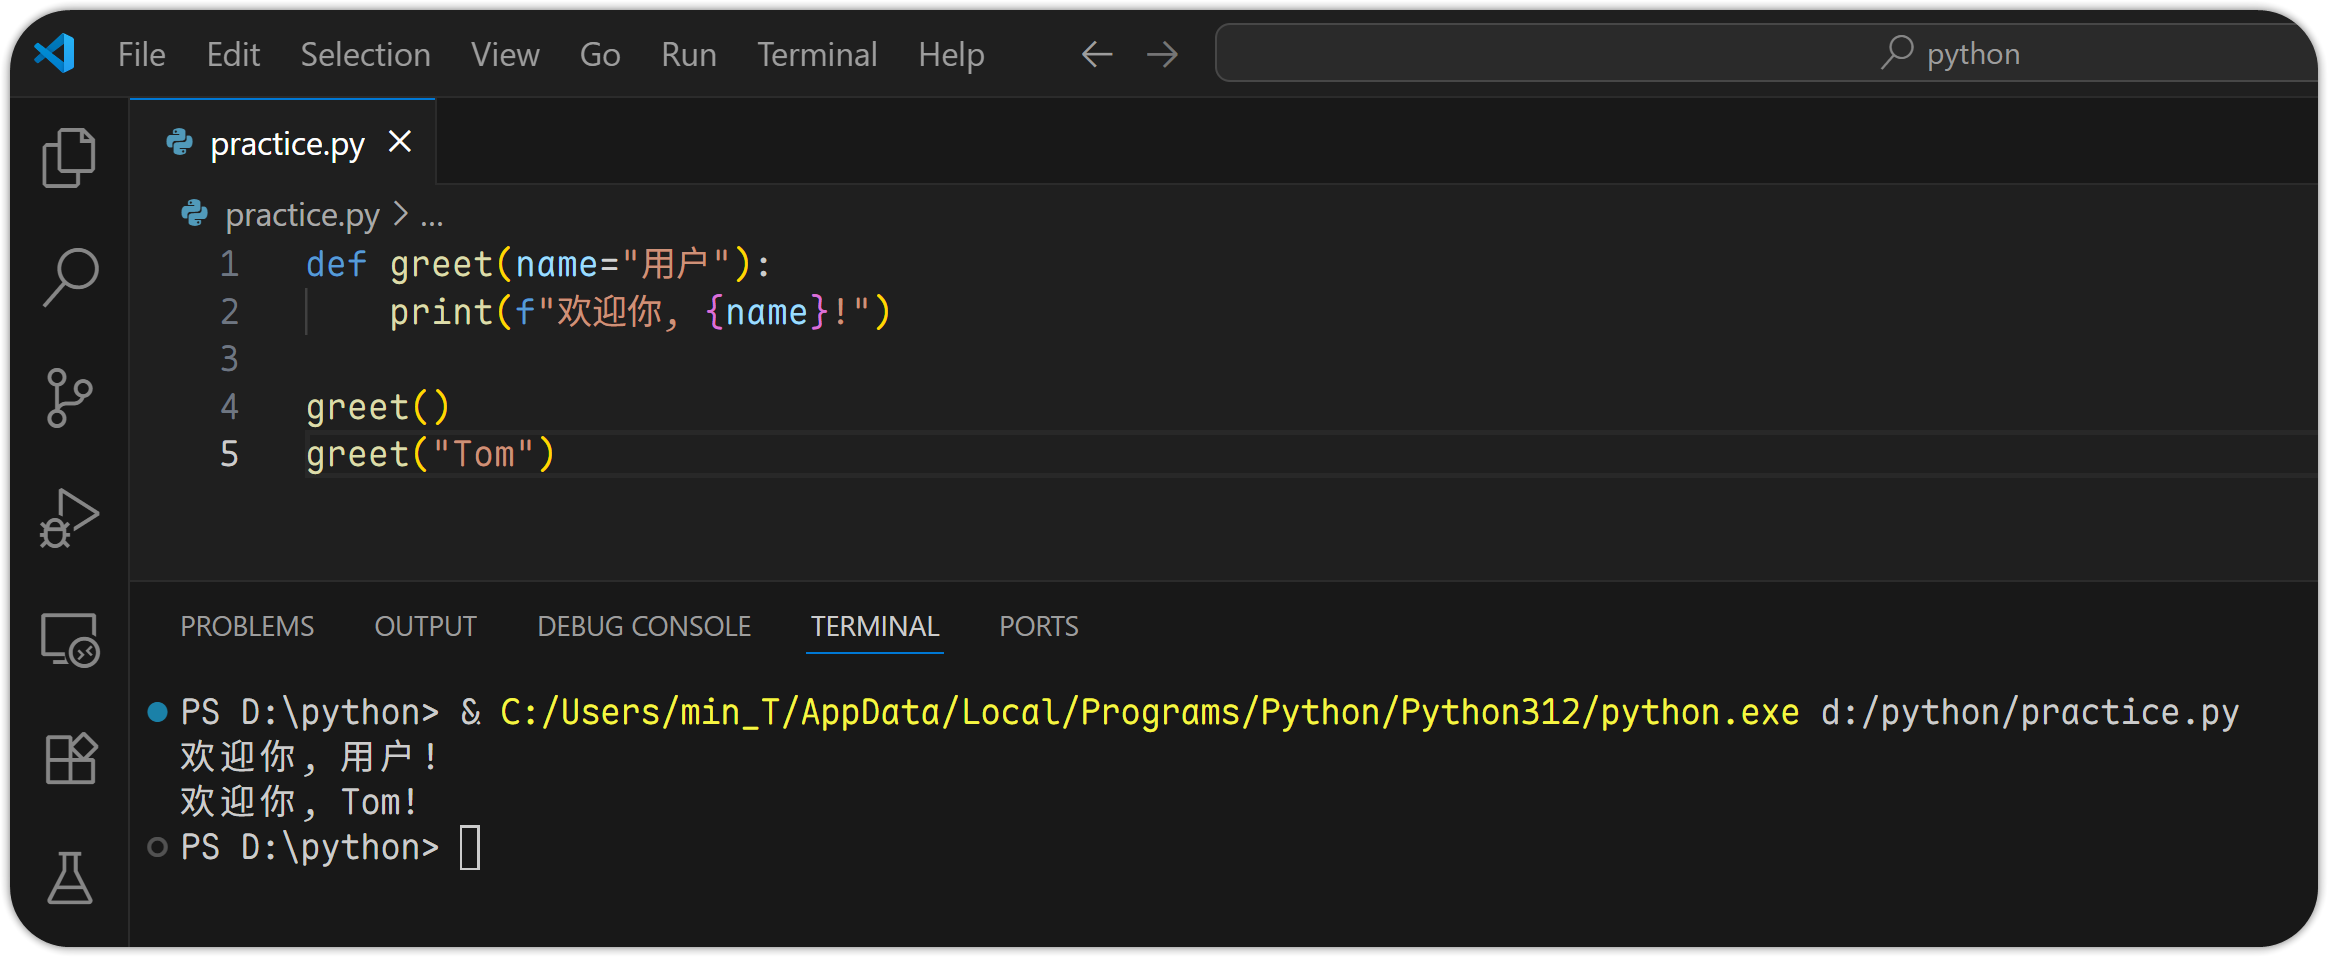 File Edit Selection View Go Run Terminal Help python
practice.py
practice.py > ...
1 def greet(name="用户"):
2     print(f"欢迎你, {name}!")
3
4 greet()
5 greet("Tom")
PROBLEMS OUTPUT DEBUG CONSOLE TERMINAL PORTS
PS D:\python> & C:/Users/min_T/AppData/Local/Programs/Python/Python312/python.exe d:/python/practice.py
欢迎你, 用户!
欢迎你, Tom!
PS D:\python>